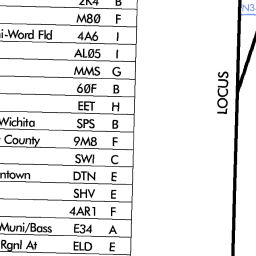 2K4 B
M80 F
i-Word Fld 4A6 I
AL05 I
MMS G
60F B
EET H
Wichita SPS B
County 9M8 F
SWI C
ntown DTN E
SHV E
4AR1 F
Muni/Bass E34 A
Rgnl At ELD E
LOCUS
N3